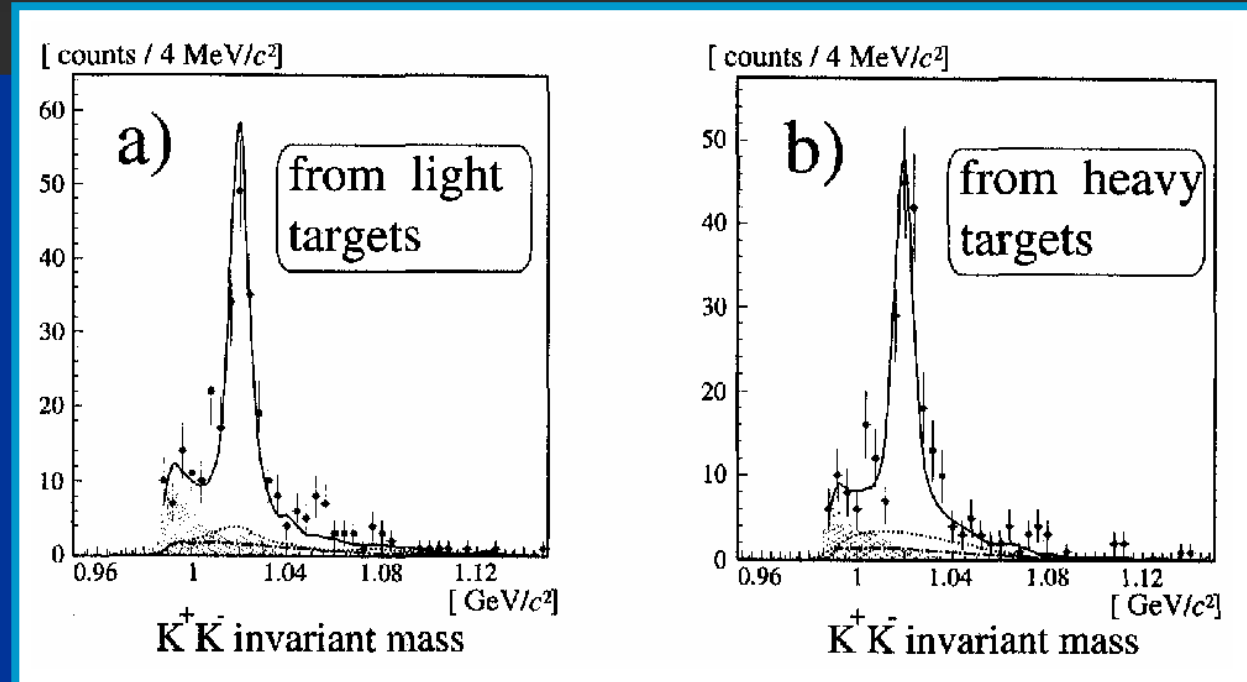 [ counts / 4 MeV/c²]
60
50
40
30
20
10
0
a)
from light
targets
0.96
1
1.04
1.08
1.12
[ GeV/c²]
K⁺K⁻ invariant mass
[ counts / 4 MeV/c²]
50
40
30
20
10
0
b)
from heavy
targets
0.96
1
1.04
1.08
1.12
[ GeV/c²]
K⁺K⁻ invariant mass